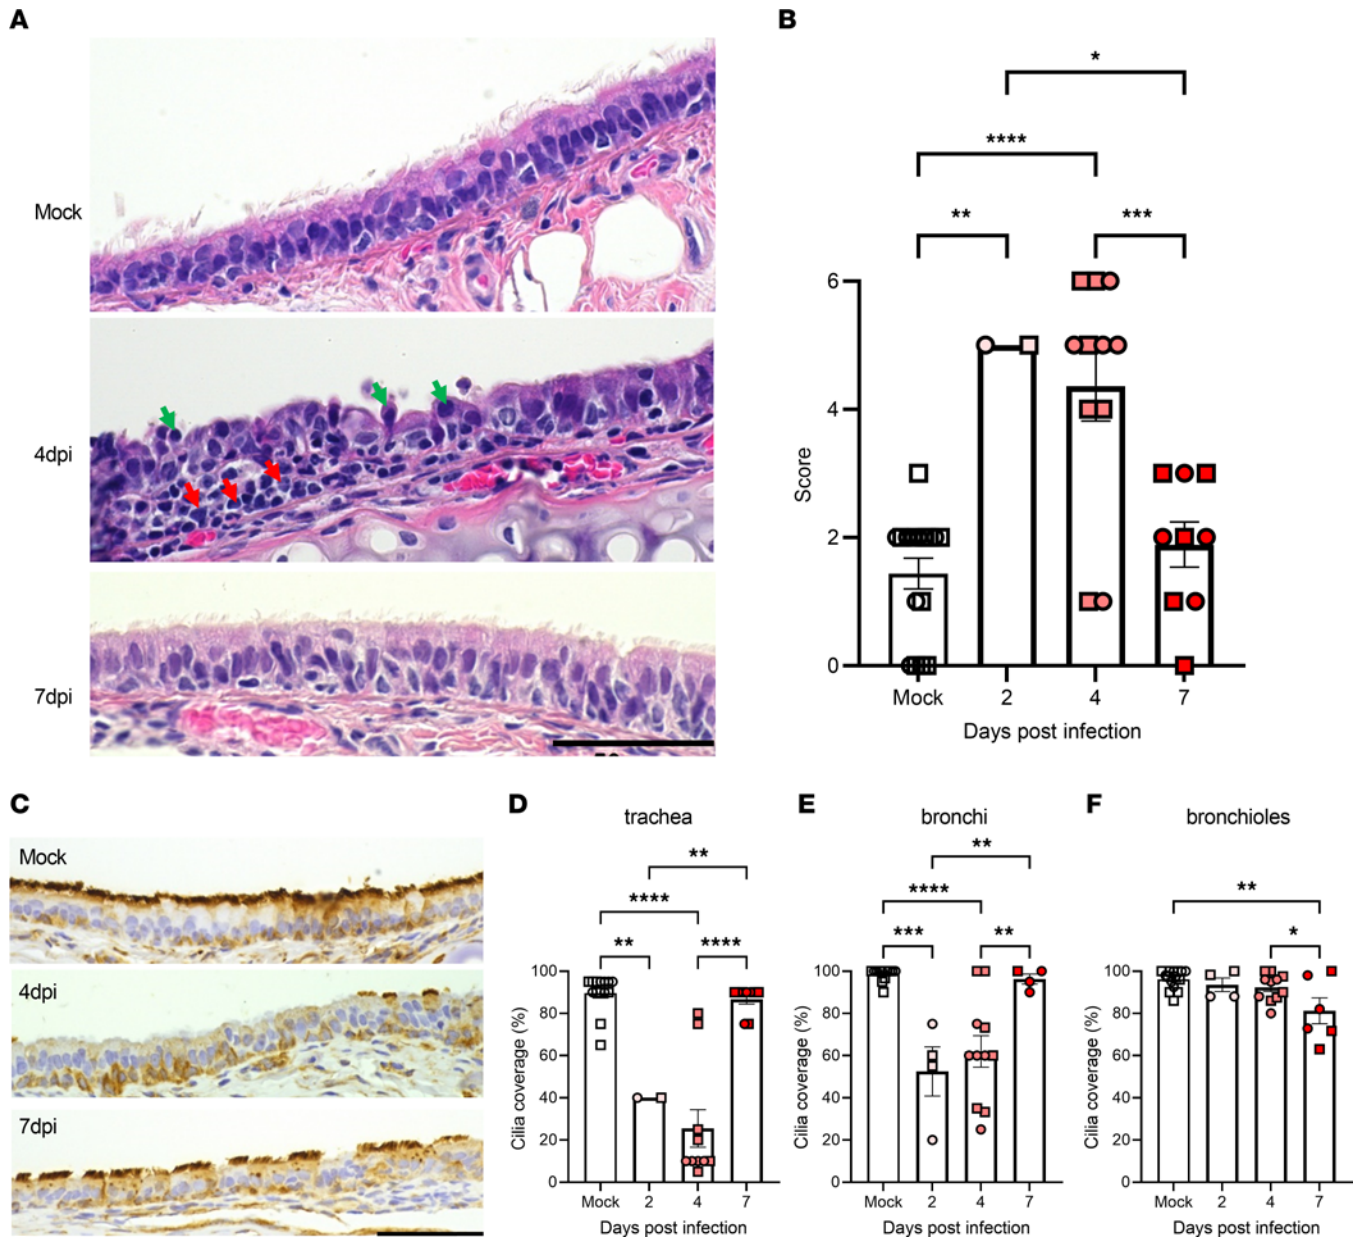 A
Mock
4dpi
7dpi
B
*
****
**
***
Score
6
4
2
0
Mock
2
4
7
Days post infection
C
Mock
4dpi
7dpi
D
trachea
**
****
**
****
Cilia coverage (%)
100
80
60
40
20
0
Mock
2
4
7
Days post infection
E
bronchi
**
****
***
**
Cilia coverage (%)
100
80
60
40
20
0
Mock
2
4
7
Days post infection
F
bronchioles
**
*
Cilia coverage (%)
100
80
60
40
20
0
Mock
2
4
7
Days post infection